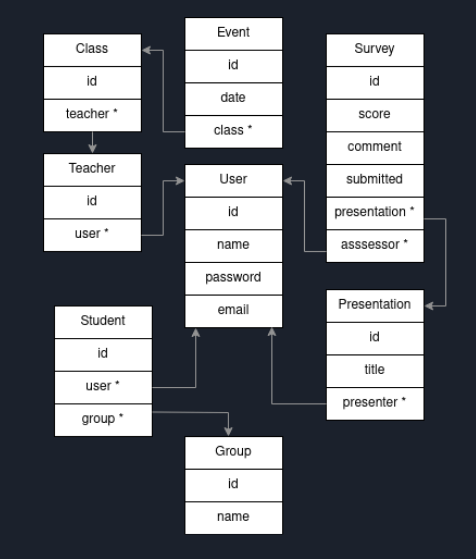 Class
id
teacher *
Event
id
date
class *
Survey
id
score
comment
submitted
presentation *
asssessor *
Teacher
id
user *
User
id
name
password
email
Student
id
user *
group *
Presentation
id
title
presenter *
Group
id
name